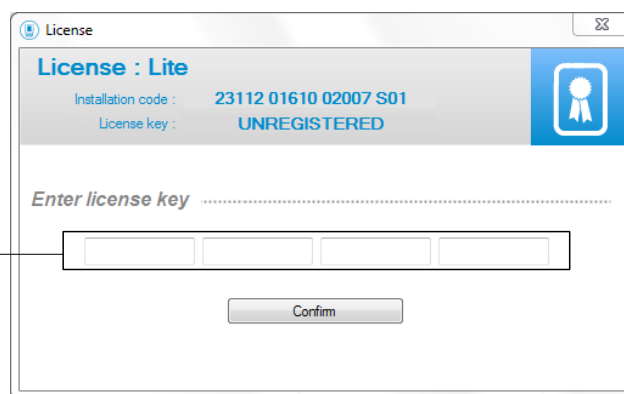 License
License : Lite
Installation code : 23112 01610 02007 S01
License key : UNREGISTERED
Enter license key
Confirm